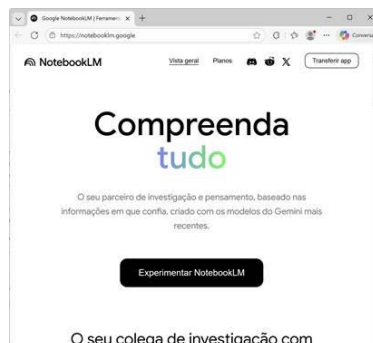 Google NotebookLM | Ferramen
https://notebooklm.google
Conversa
NotebookLM
Vista geral
Planos
Transferir app
Compreenda
tudo
O seu parceiro de investigação e pensamento, baseado nas
informações em que confia, criado com os modelos do Gemini mais
recentes.
Experimentar NotebookLM
O seu colega de investigação com